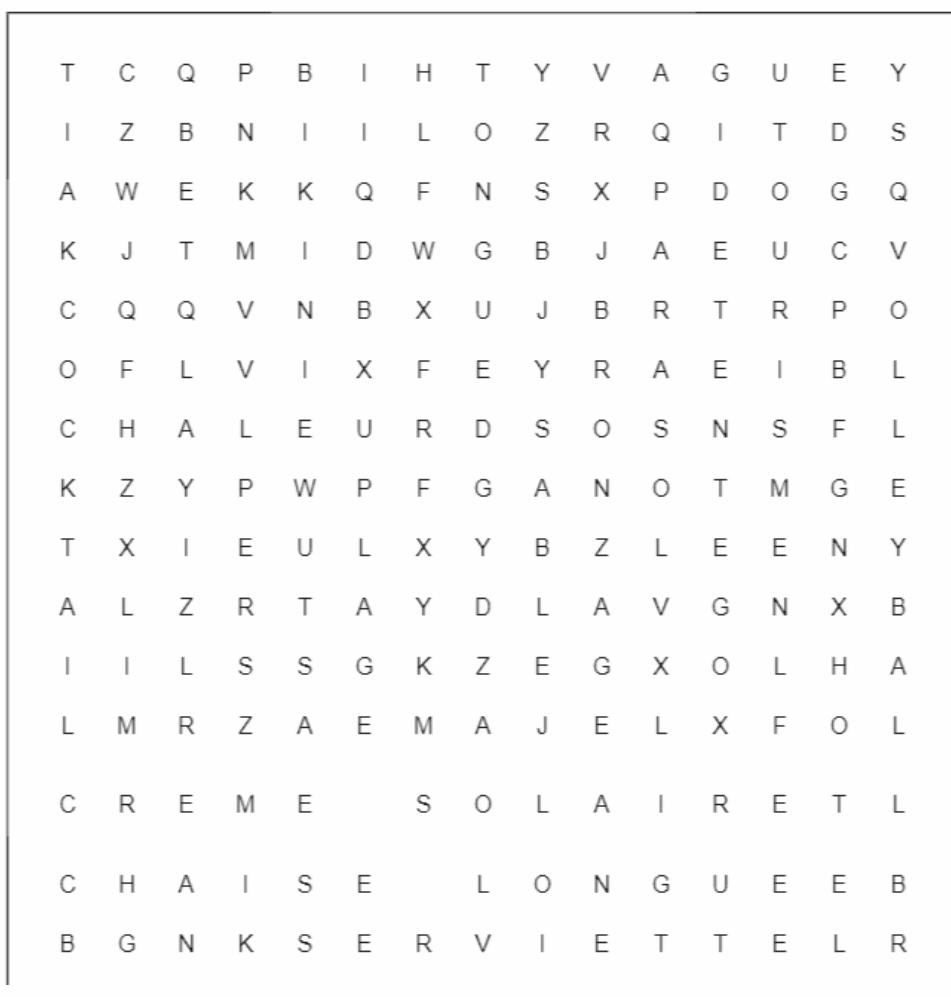 T C Q P B I H T Y V A G U E Y
I Z B N I I L O Z R Q I T D S
A W E K K Q F N S X P D O G Q
K J T M I D W G B J A E U C V
C Q Q V N B X U J B R T R P O
O F L V I X F E Y R A E I B L
C H A L E U R D S O S N S F L
K Z Y P W P F G A N O T M G E
T X I E U L X Y B Z L E E N Y
A L Z R T A Y D L A V G N X B
I I L S S G K Z E G X O L H A
L M R Z A E M A J E L X F O L
C R E M E S O L A I R E T L
C H A I S E L O N G U E E B
B G N K S E R V I E T T E L R